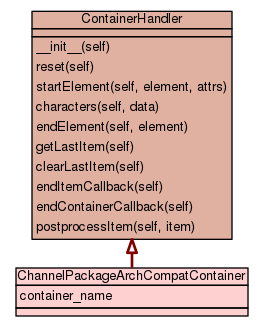 ContainerHandler
__init__(self)
reset(self)
startElement(self, element, attrs)
characters(self, data)
endElement(self, element)
getLastItem(self)
clearLastItem(self)
endItemCallback(self)
endContainerCallback(self)
postprocessItem(self, item)
ChannelPackageArchCompatContainer
container_name